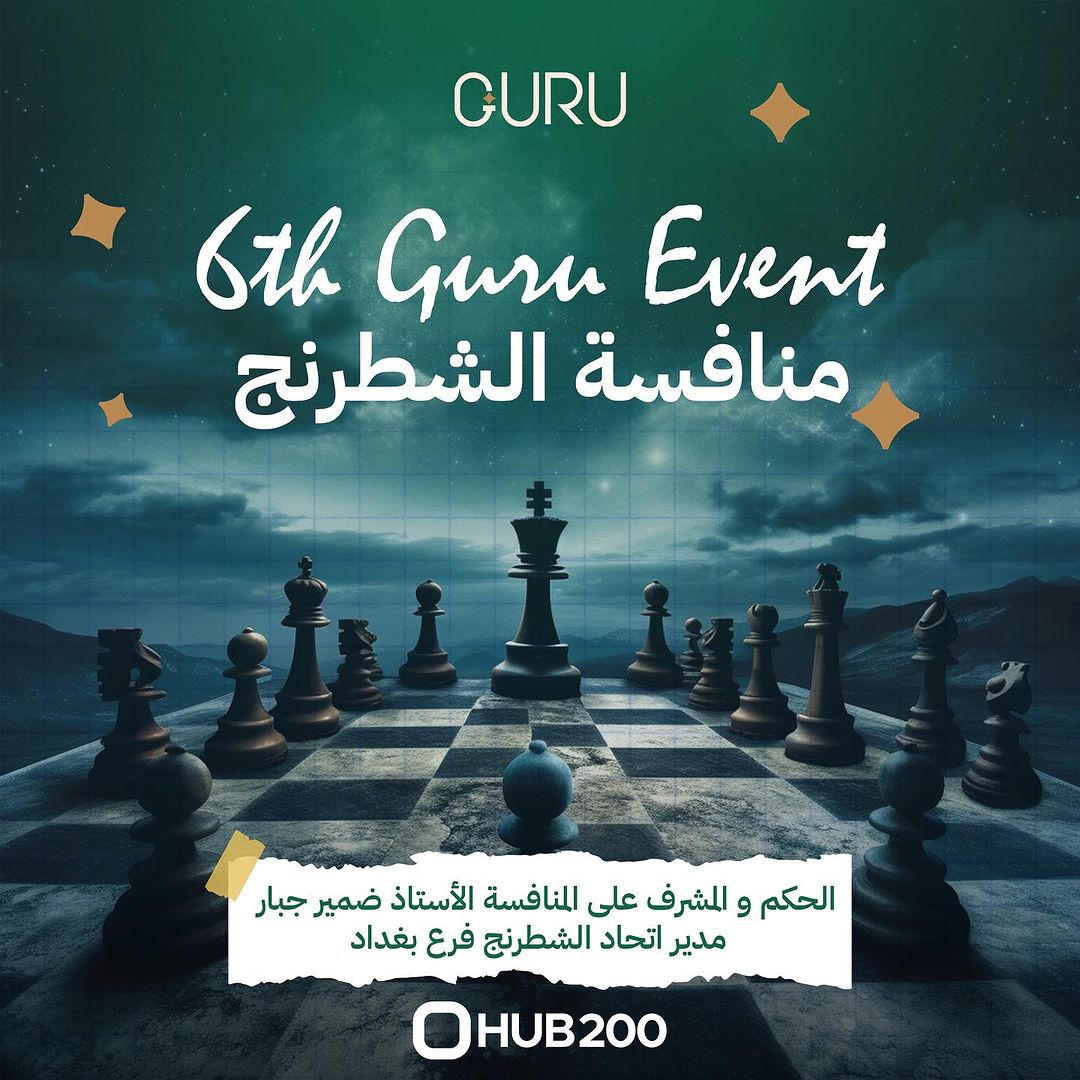 GURU
6th Guru Event
منافسة الشطرنج
الحكم و المشرف على المنافسة الأستاذ ضمير جبار
مدير اتحاد الشطرنج فرع بغداد
HUB200